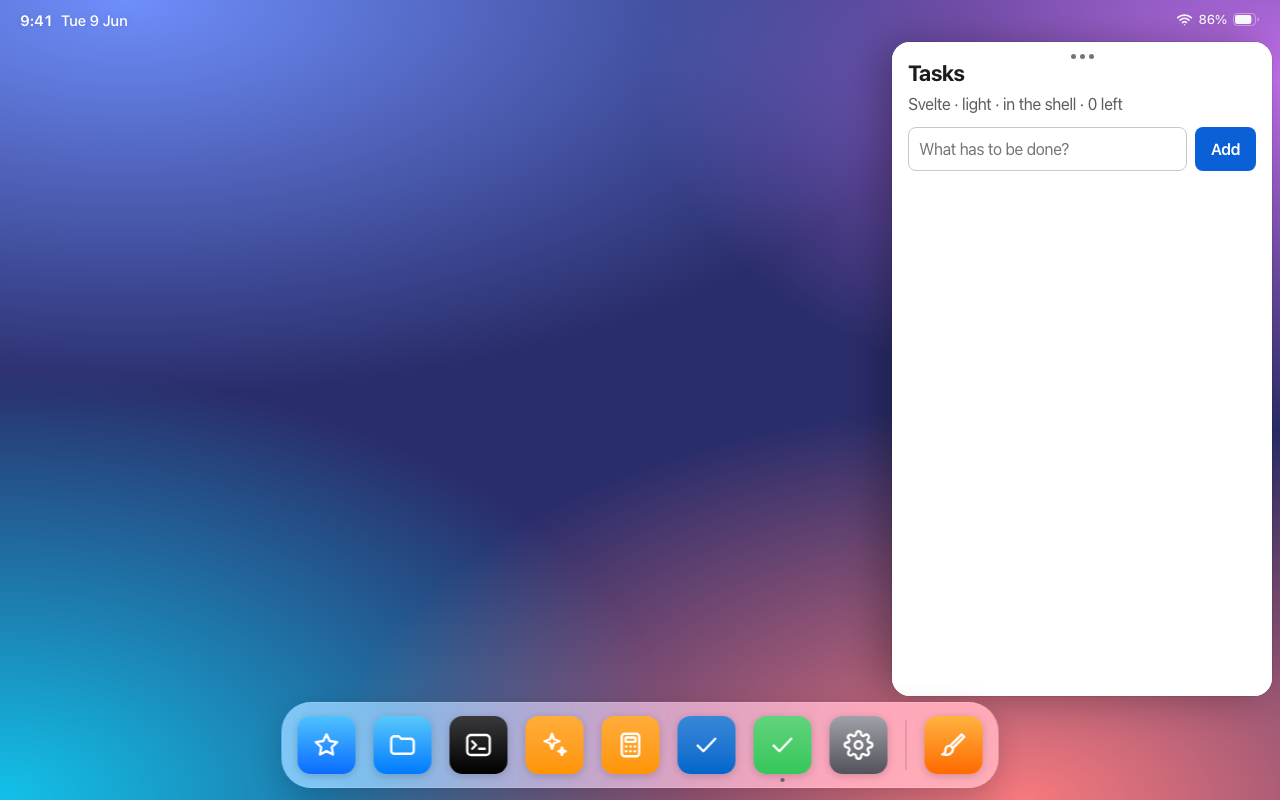 9:41 Tue 9 Jun
86%
Tasks
Svelte · light · in the shell · 0 left
What has to be done?
Add